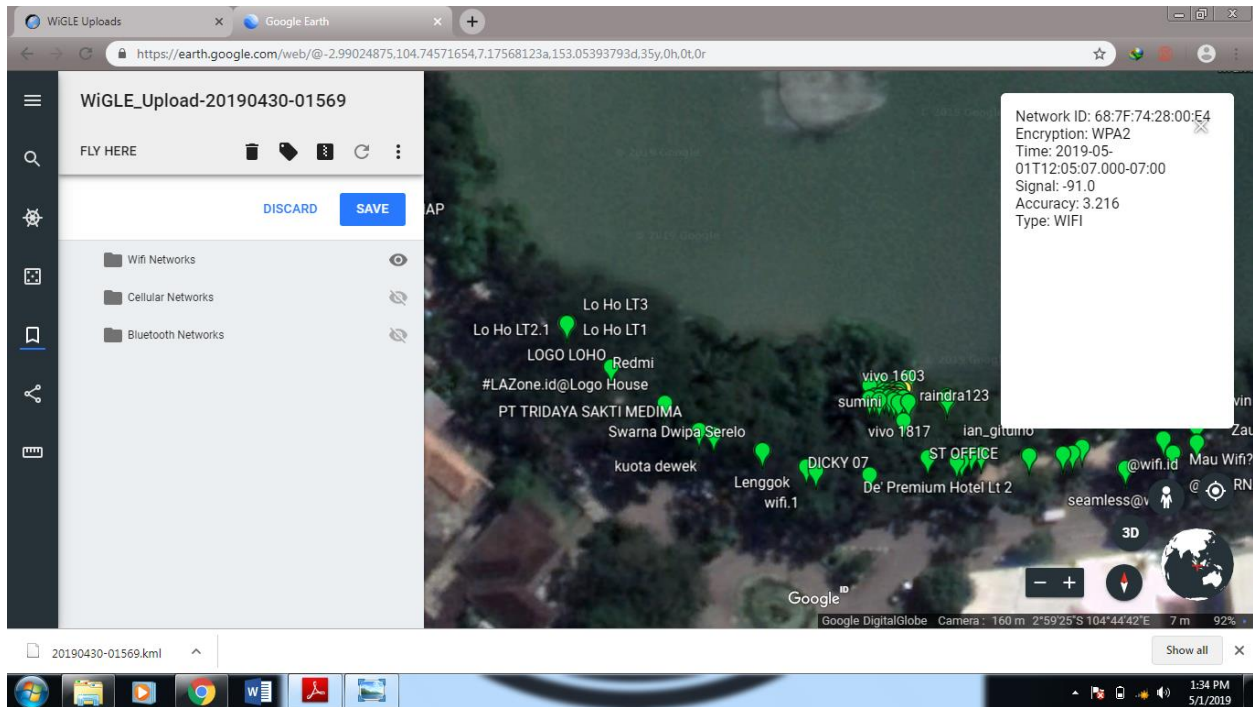 WiGLE Uploads
Google Earth
https://earth.google.com/web/@-2.99024875,104.74571654,7.17568123a,153.05393793d,35y,0h,0t,0r
WiGLE_Upload-20190430-01569
FLY HERE
DISCARD
SAVE
Wifi Networks
Cellular Networks
Bluetooth Networks
Network ID: 68:7F:74:28:00:E4
Encryption: WPA2
Time: 2019-05-
01T12:05:07.000-07:00
Signal: -91.0
Accuracy: 3.216
Type: WIFI
Lo Ho LT3
Lo Ho LT2.1
Lo Ho LT1
LOGO LOHO
Redmi
#LAZone.id@Logo House
PT TRIDAYA SAKTI MEDIMA
Swarna Dwipa Serelo
kuota dewek
Lenggok
wifi.1
DICKY 07
vivo 1603
sumini
raindra123
vivo 1817
ST OFFICE
De' Premium Hotel Lt 2
@wifi.id
Mau Wifi?
RN
3D
Google
Google DigitalGlobe Camera : 160 m 2°59'25"S 104°44'42"E 7 m 92%
20190430-01569.kml
Show all
1:34 PM
5/1/2019